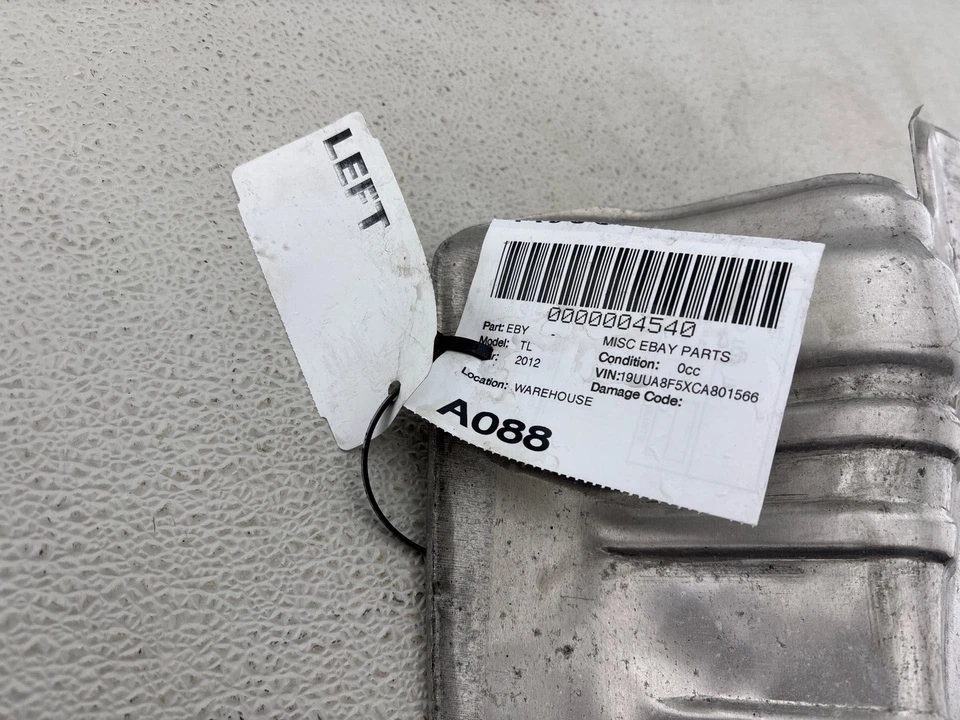 LEFT
0000004540
Part: EBY -
MISC EBAY PARTS
Model: TL
Condition: 0cc
2012
VIN:19UUA8F5XCA801566
Location: WAREHOUSE
Damage Code:
A088